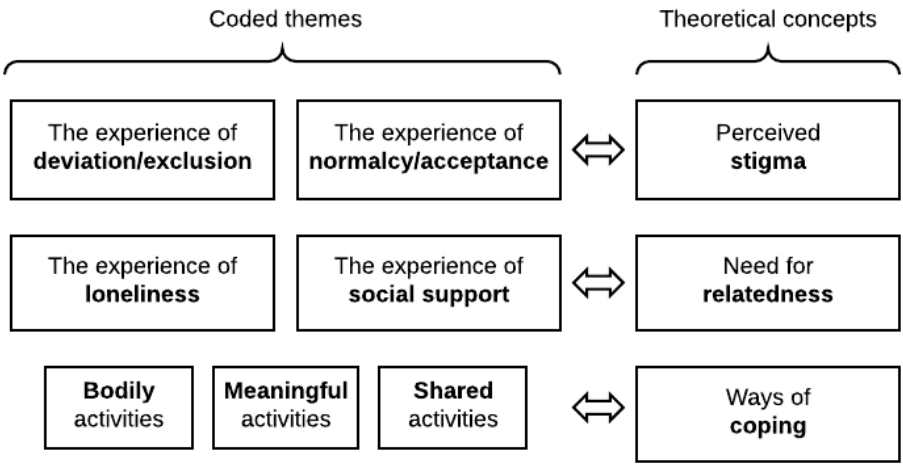 Coded themes
Theoretical concepts
The experience of
deviation/exclusion
The experience of
normalcy/acceptance
Perceived
stigma
The experience of
loneliness
The experience of
social support
Need for
relatedness
Bodily
activities
Meaningful
activities
Shared
activities
Ways of
coping